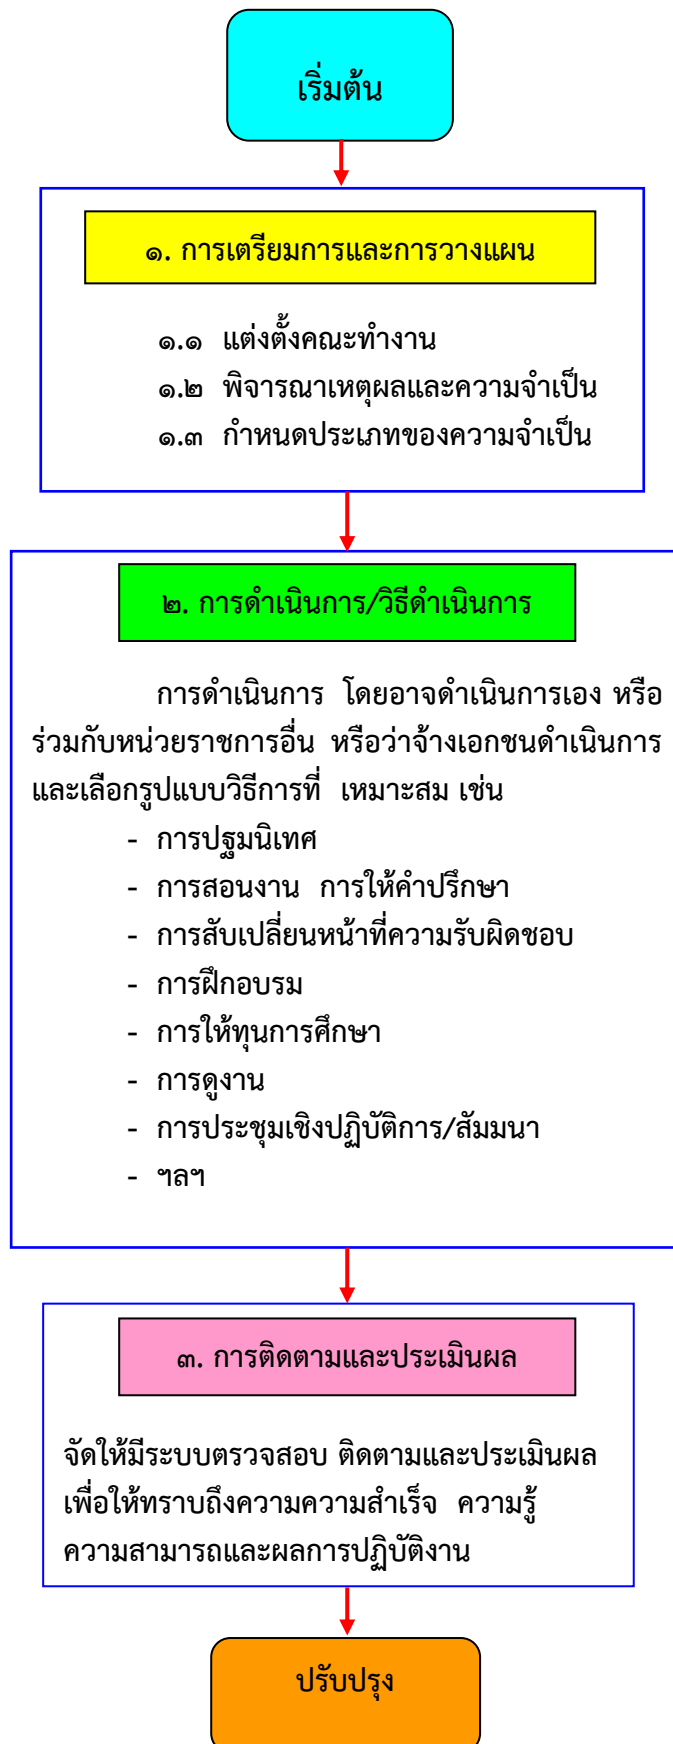 เริ่มต้น
๑. การเตรียมการและการวางแผน
๑.๑ แต่งตั้งคณะทำงาน
๑.๒ พิจารณาเหตุผลและความจำเป็น
๑.๓ กำหนดประเภทของความจำเป็น
๒. การดำเนินการ/วิธีดำเนินการ
การดำเนินการ โดยอาจดำเนินการเอง หรือ
ร่วมกับหน่วยราชการอื่น หรือว่าจ้างเอกชนดำเนินการ
และเลือกรูปแบบวิธีการที่ เหมาะสม เช่น
- การปฐมนิเทศ
- การสอนงาน การให้คำปรึกษา
- การสับเปลี่ยนหน้าที่ความรับผิดชอบ
- การฝึกอบรม
- การให้ทุนการศึกษา
- การดูงาน
- การประชุมเชิงปฏิบัติการ/สัมมนา
- ฯลฯ
๓. การติดตามและประเมินผล
จัดให้มีระบบตรวจสอบ ติดตามและประเมินผล
เพื่อให้ทราบถึงความความสำเร็จ ความรู้
ความสามารถและผลการปฏิบัติงาน
ปรับปรุง